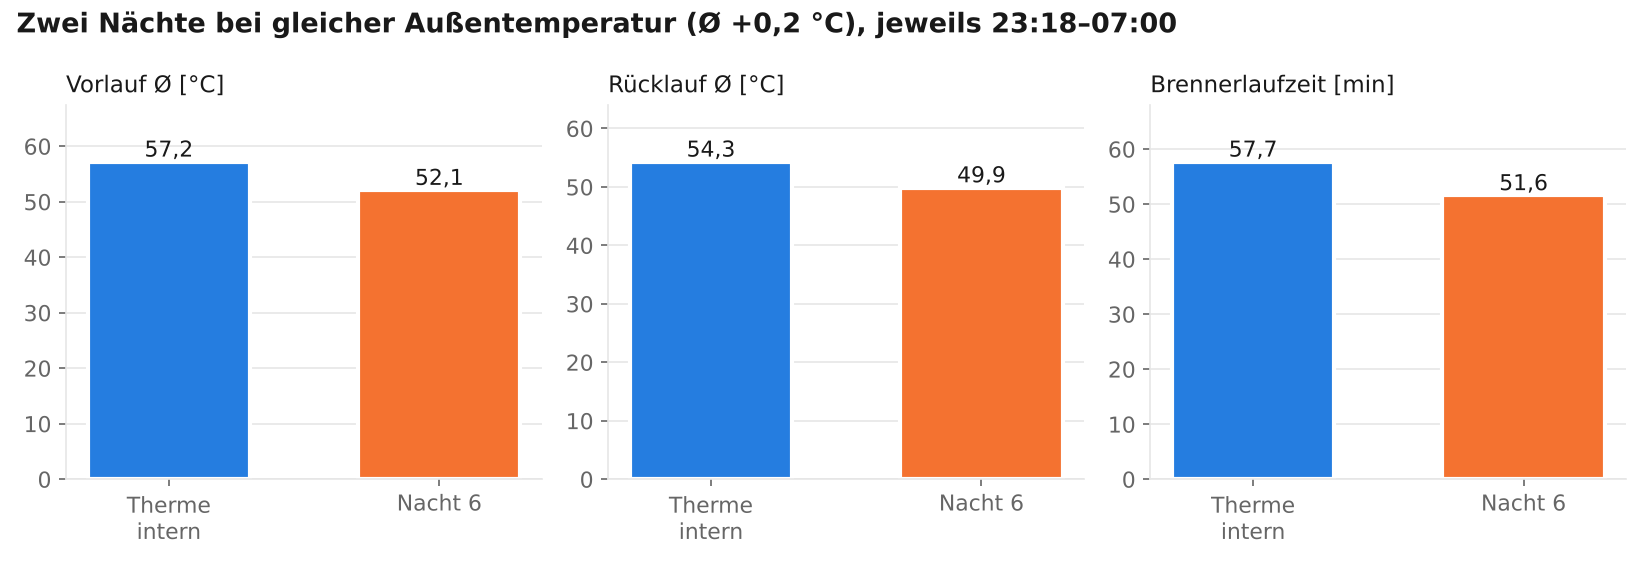 Zwei Nächte bei gleicher Außentemperatur (Ø +0,2 °C), jeweils 23:18–07:00
Vorlauf Ø [°C]
60
50
40
30
20
10
0
57,2
52,1
Therme
intern
Nacht 6
Rücklauf Ø [°C]
60
50
40
30
20
10
0
54,3
49,9
Therme
intern
Nacht 6
Brennerlaufzeit [min]
60
50
40
30
20
10
0
57,7
51,6
Therme
intern
Nacht 6